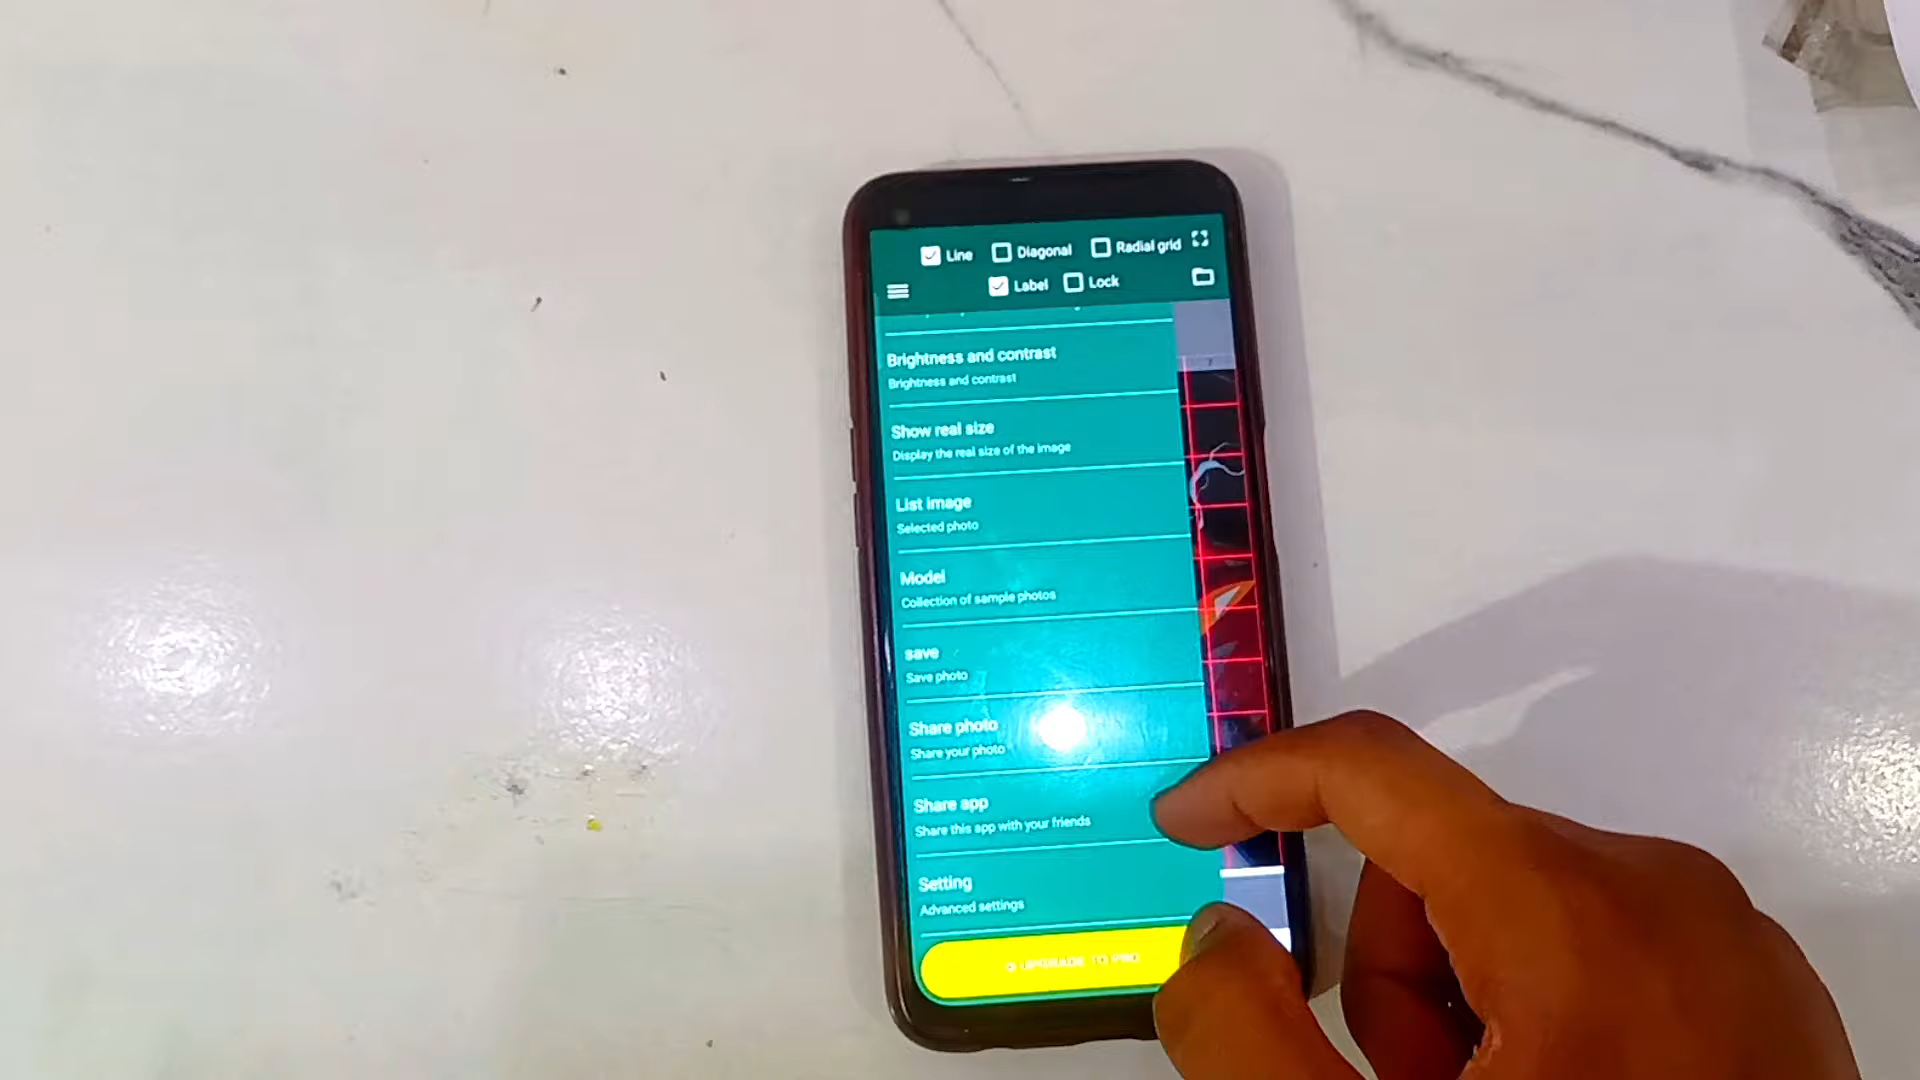 Line Diagonal Radial grid
Label Lock
Brightness and contrast
Brightness and contrast
Show real size
Display the real size of the image
List image
Selected photo
Model
Collection of sample photos
save
Save photo
Share photo
Share your photo
Share app
Share this app with your friends
Setting
Advanced settings
UPGRADE TO PRO